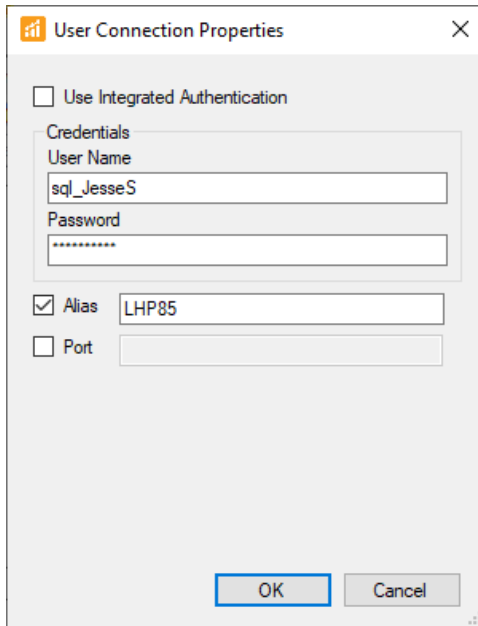 User Connection Properties
Use Integrated Authentication
Credentials
User Name
sql_JesseS
Password
**********
Alias LHP85
Port
OK Cancel